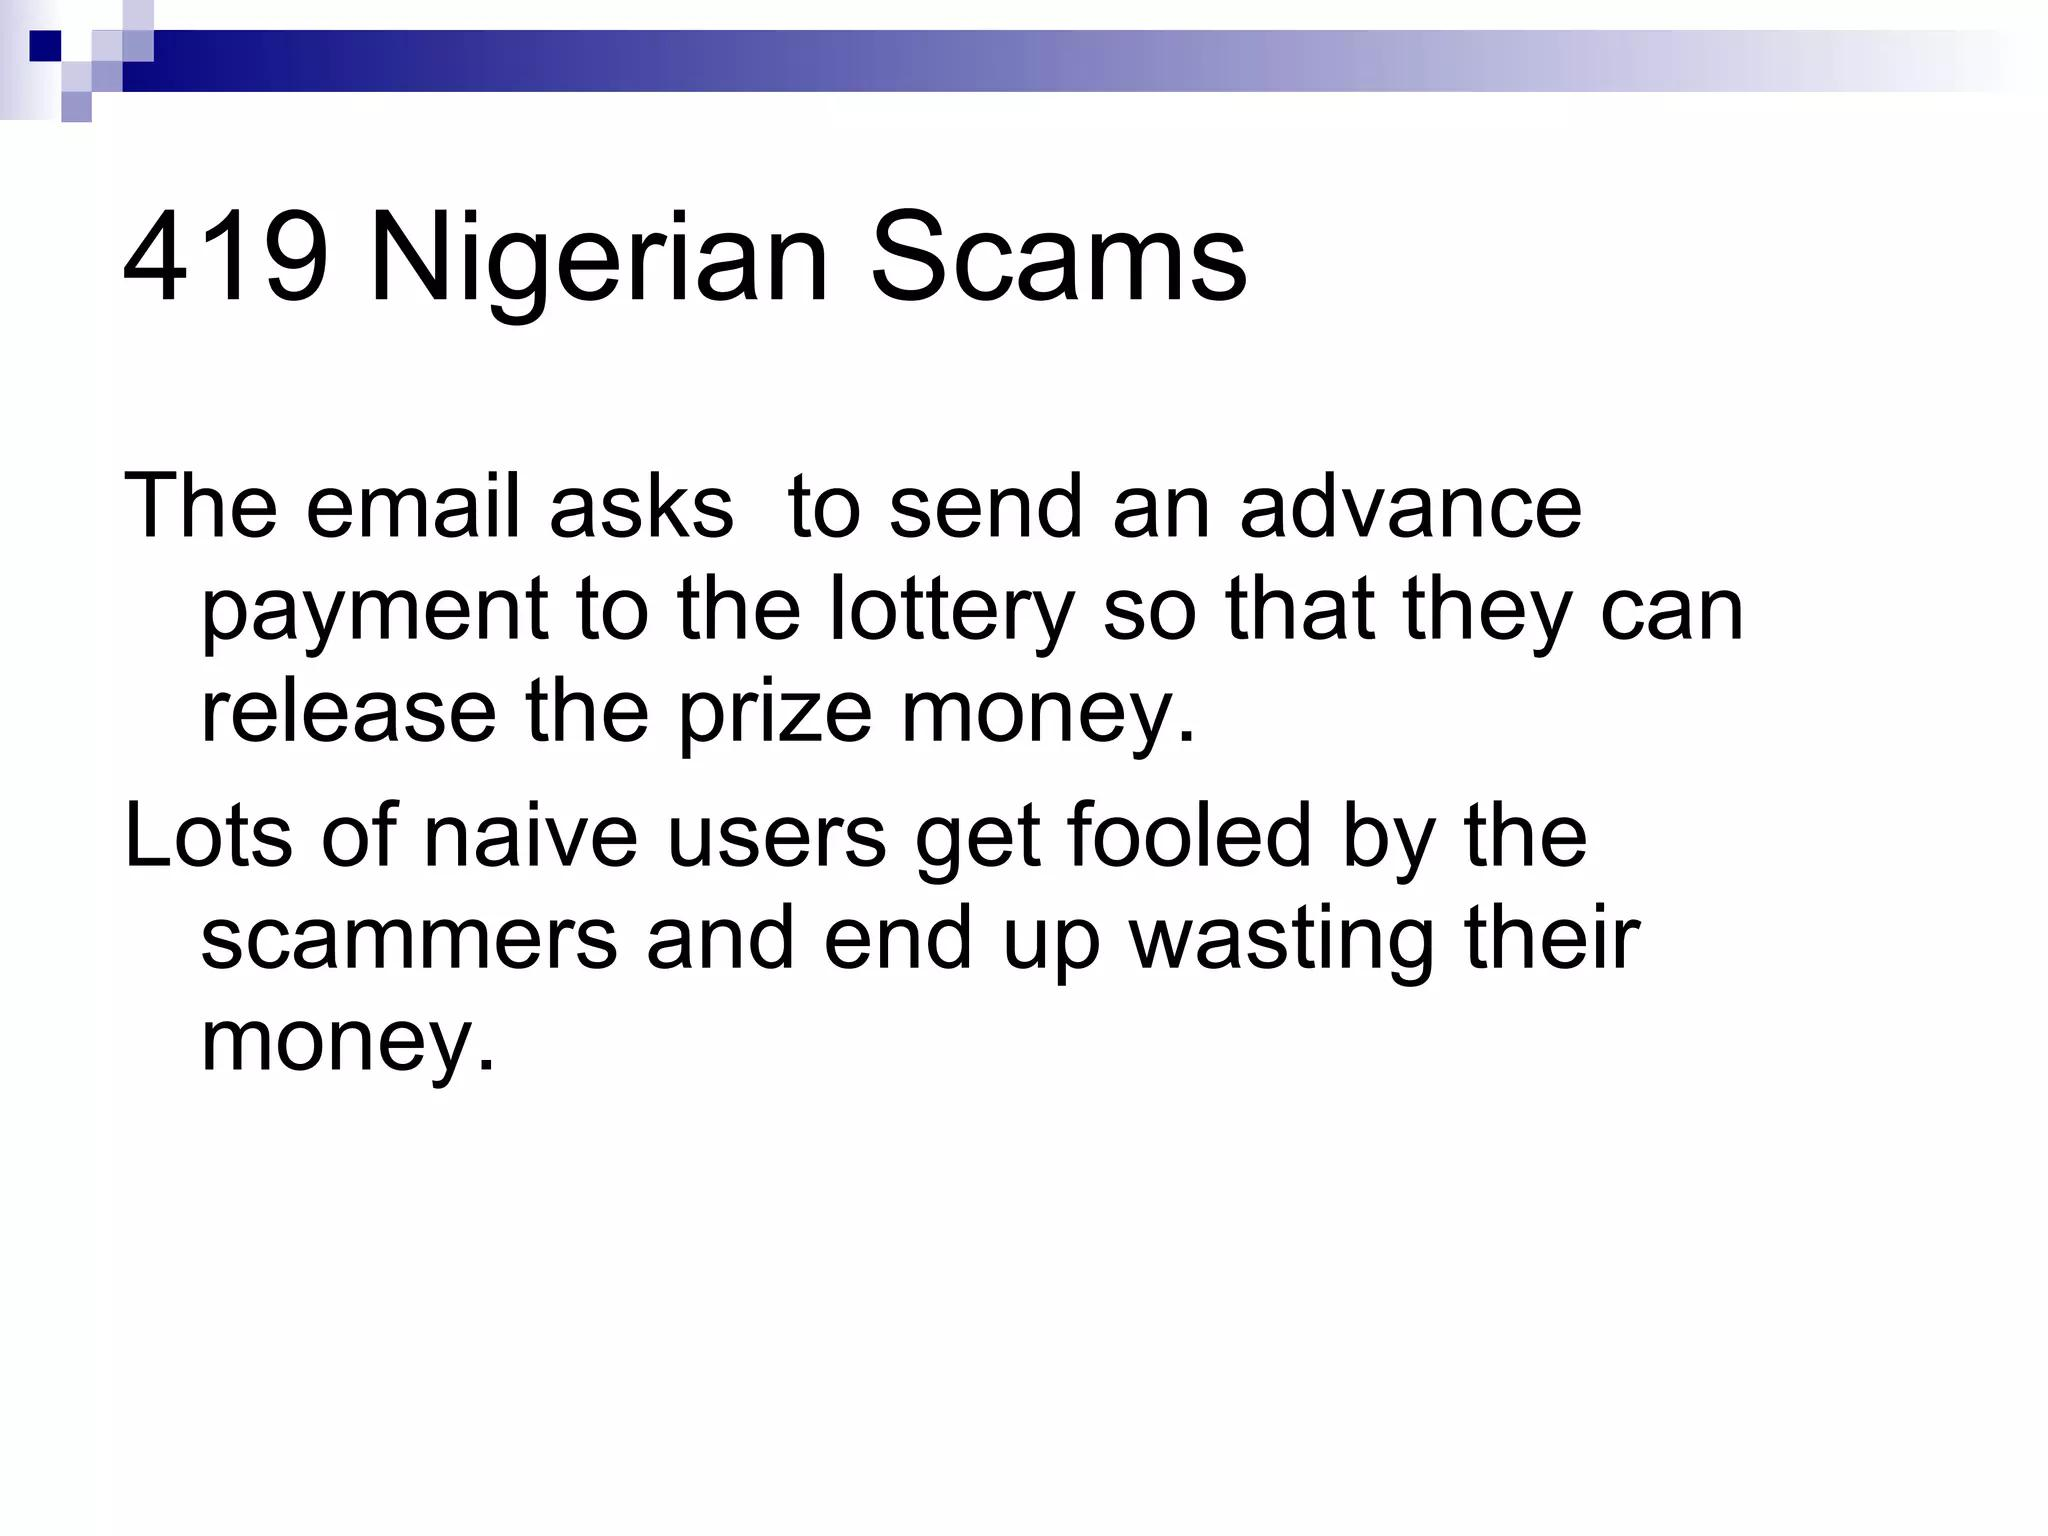 419 Nigerian Scams
The email asks  to send an advance
payment to the lottery so that they can
release the prize money.
Lots of naive users get fooled by the
scammers and end up wasting their
money.